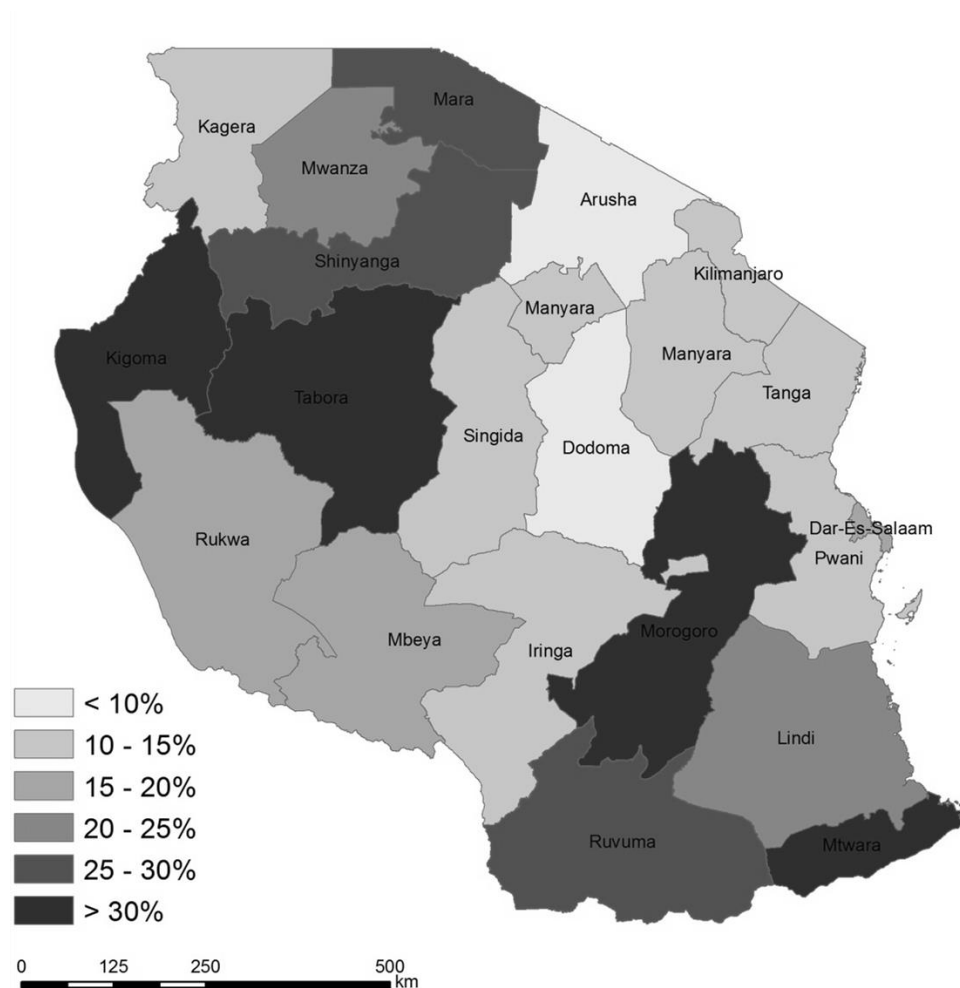 Mara
Kagera
Mwanza
Arusha
Shinyanga
Kilimanjaro
Manyara
Kigoma
Manyara
Tabora
Tanga
Singida
Dodoma
Rukwa
Dar-Es-Salaam
Pwani
Mbeya
Morogoro
Iringa
Lindi
Ruvuma
Mtwara
< 10%
10 - 15%
15 - 20%
20 - 25%
25 - 30%
> 30%
0 125 250 500
km